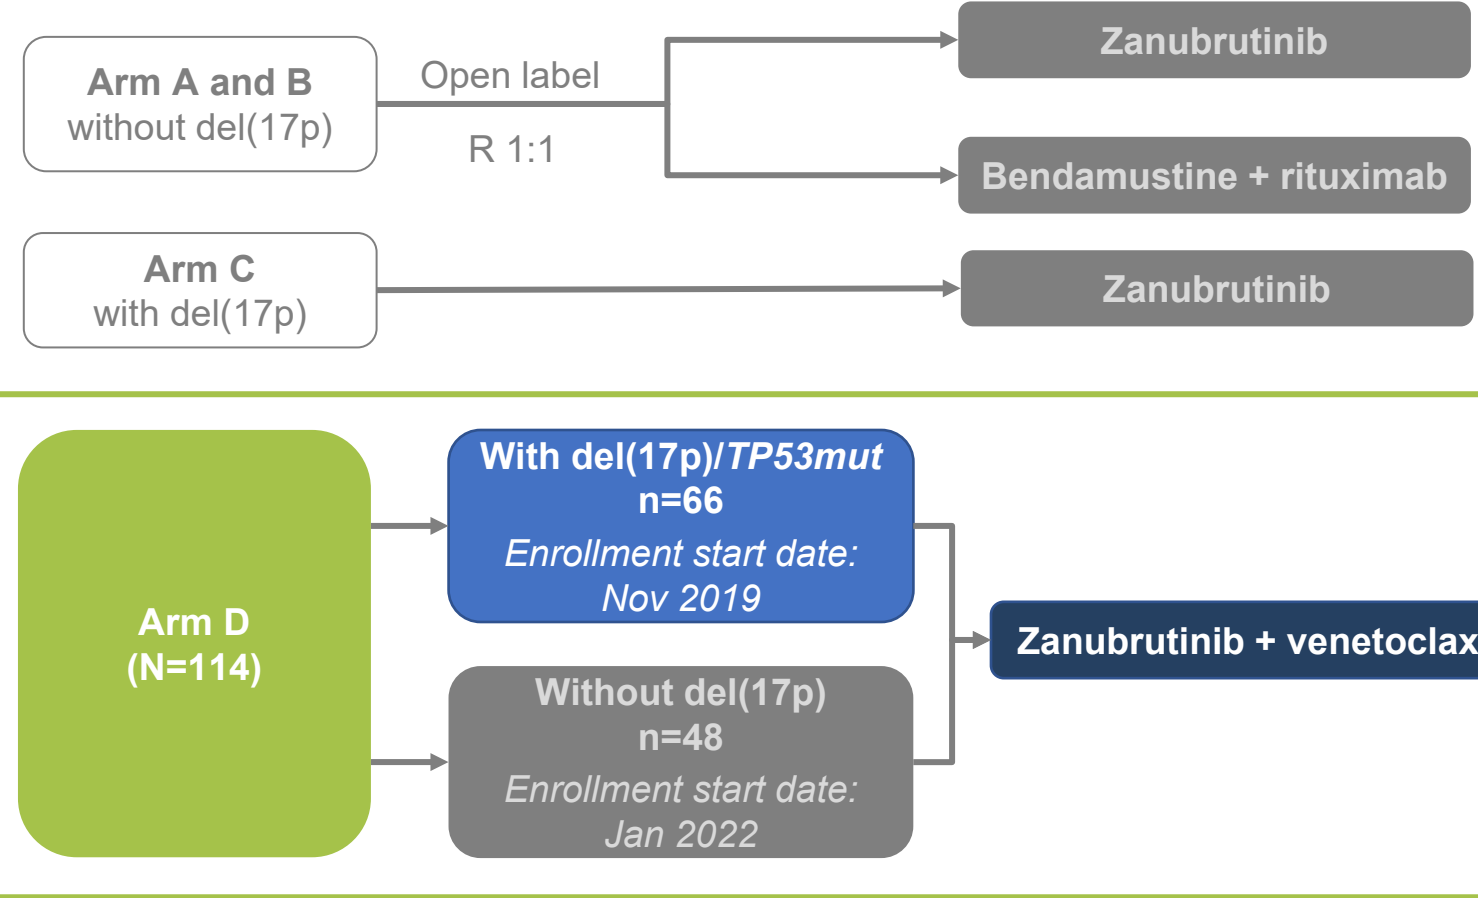 Arm A and B
without del(17p)
Open label
R 1:1
Zanubrutinib
Bendamustine + rituximab
Arm C
with del(17p)
Zanubrutinib
Arm D
(N=114)
With del(17p)/TP53mut
n=66
Enrollment start date:
Nov 2019
Without del(17p)
n=48
Enrollment start date:
Jan 2022
Zanubrutinib + venetoclax